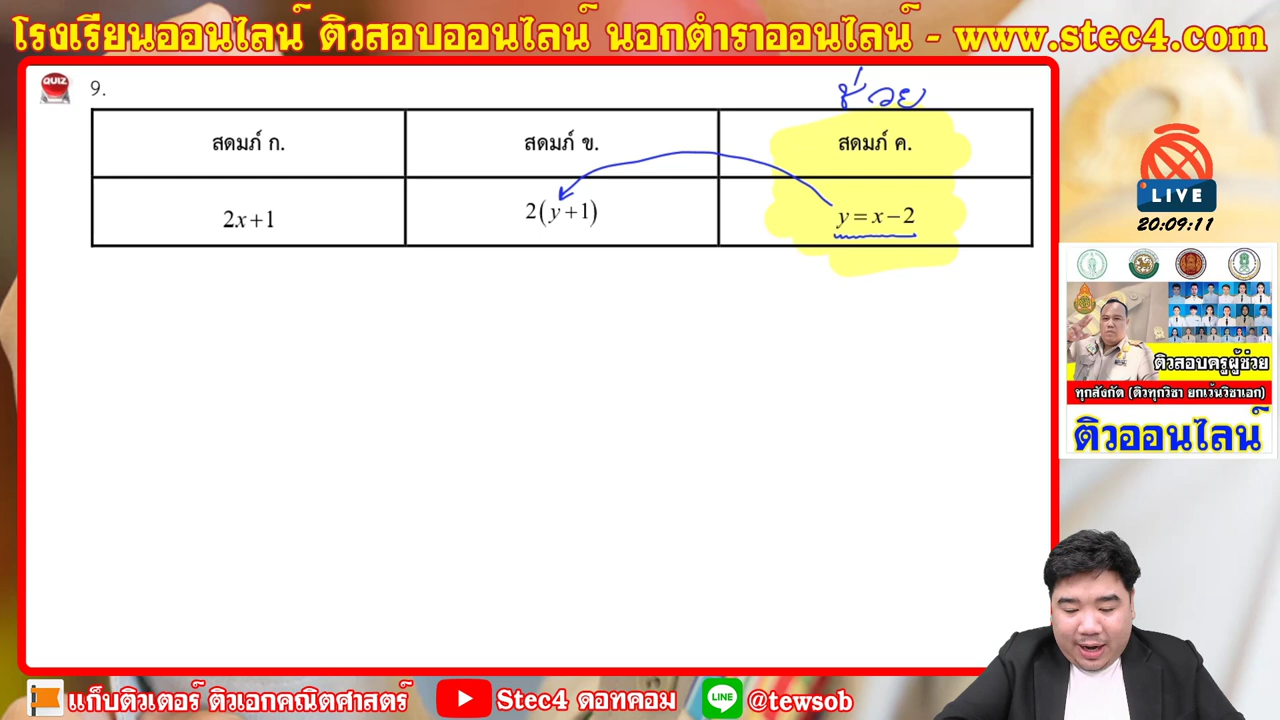 โรงเรียนออนไลน์ ติวสอบออนไลน์ นอกตำราออนไลน์ - www.stec4.com
QUIZ
9.
ช่วย
สดมภ์ ก.
สดมภ์ ข.
สดมภ์ ค.
2x+1
2(y+1)
y=x-2
LIVE
20:09:11
ติวสอบครูผู้ช่วย
ทุกสังกัด (ติวทุกวิชา ยกเว้นวิชาเอก)
ติวออนไลน์
แก็บติวเตอร์ ติวเอกคณิตศาสตร์
Stec4 ดอทคอม
LINE
@tewsob